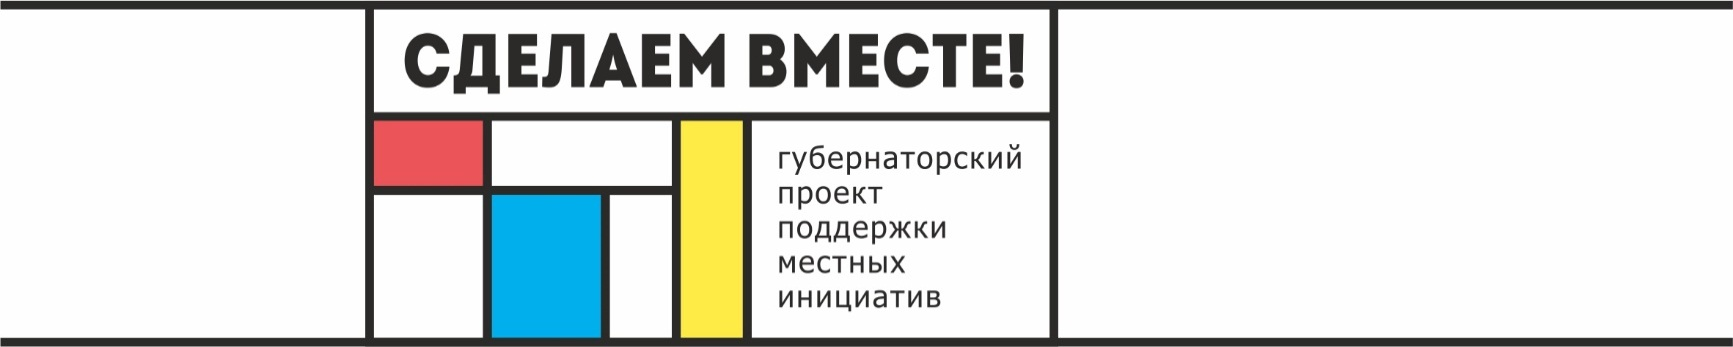 СДЕЛАЕМ ВМЕСТЕ!
губернаторский
проект
поддержки
местных
инициатив